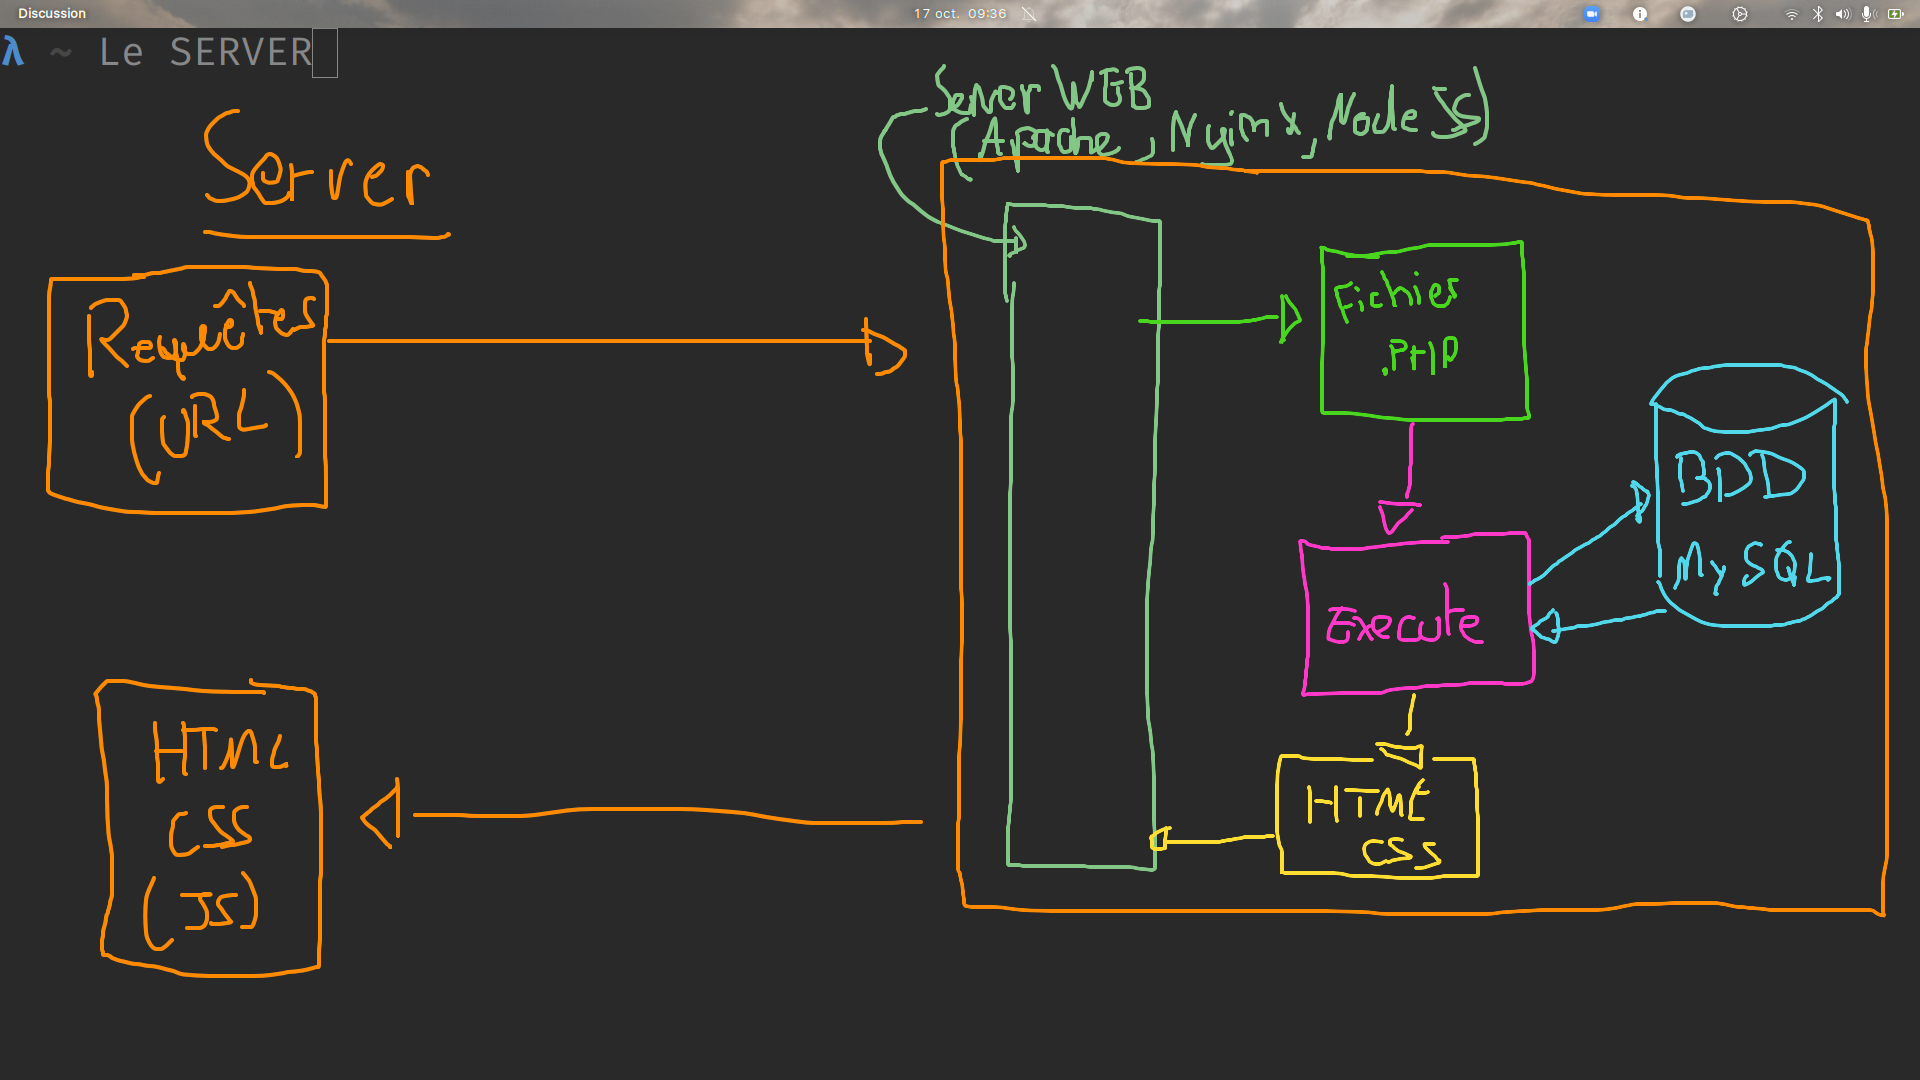 Discussion
17 oct. 09:36
λ ~ Le SERVER
Server
Server WEB
(Apache, Nginx, Node JS)
Requêtes
(URL)
Fichier
.PHP
BDD
MySQL
Execute
HTML
CSS
(JS)
HTML
CSS